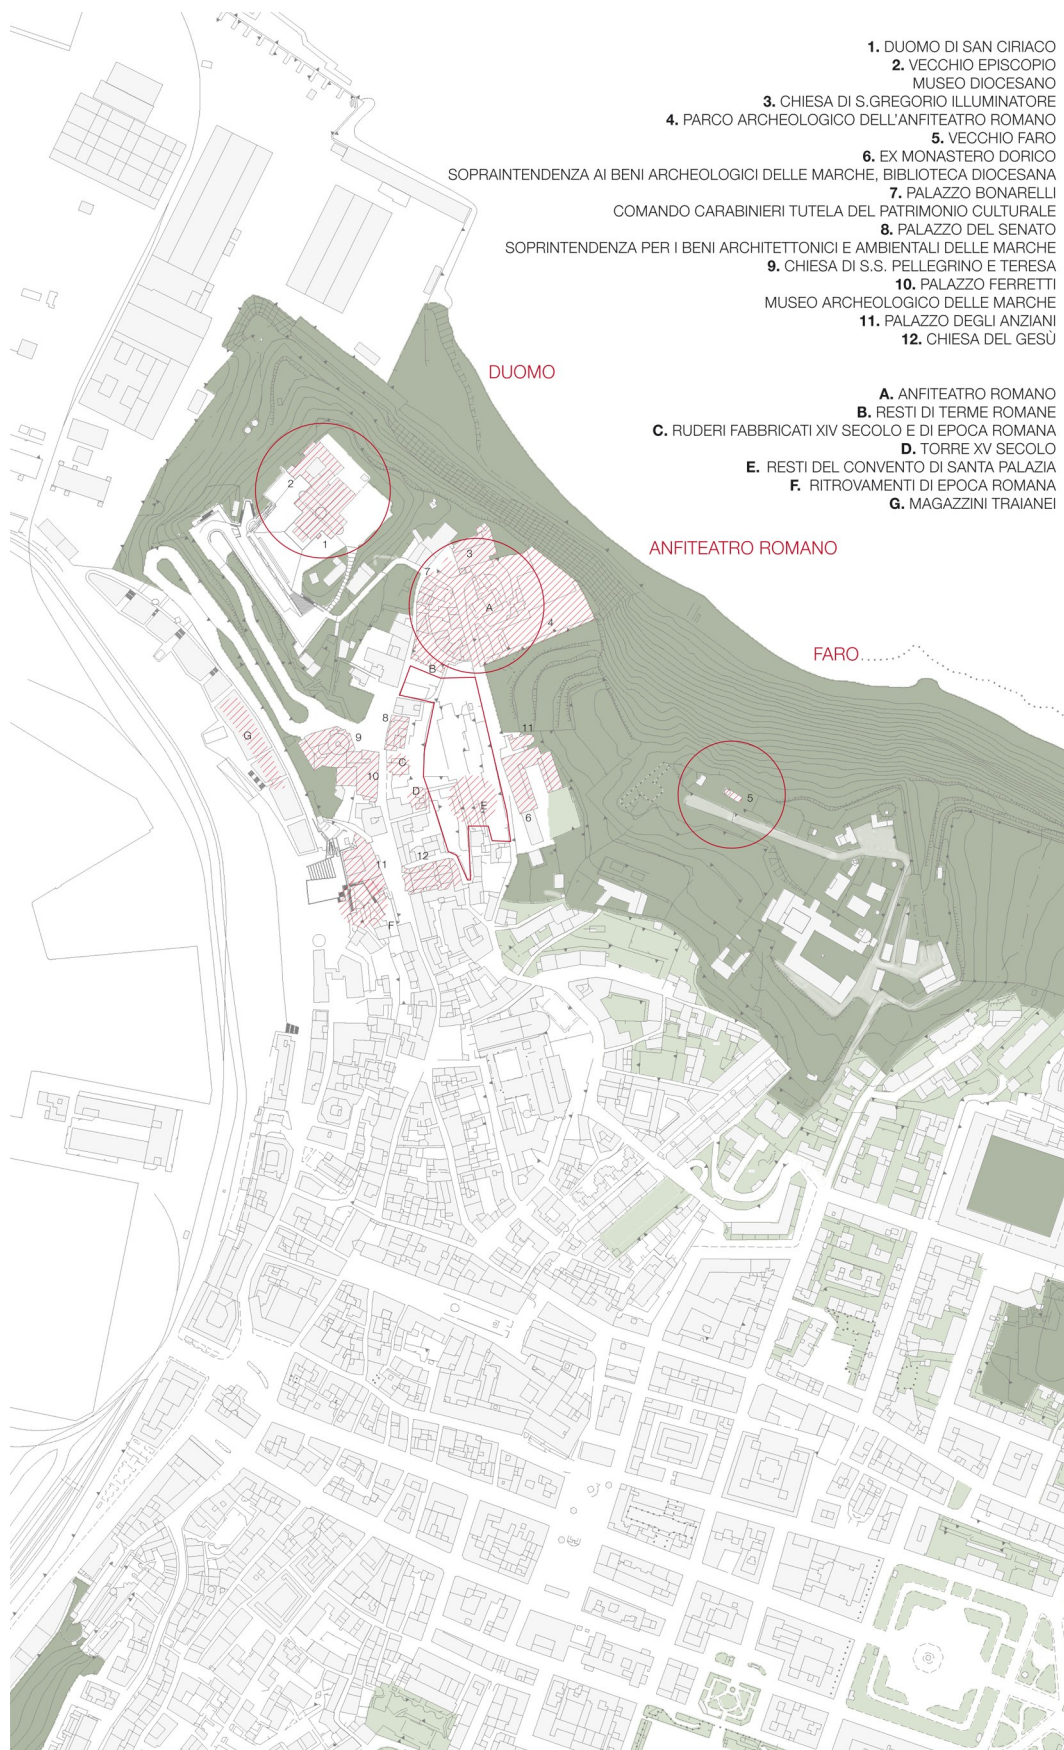 1. DUOMO DI SAN CIRIACO
2. VECCHIO EPISCOPIO
MUSEO DIOCESANO
3. CHIESA DI S.GREGORIO ILLUMINATORE
4. PARCO ARCHEOLOGICO DELL'ANFITEATRO ROMANO
5. VECCHIO FARO
6. EX MONASTERO DORICO
SOPRAINTENDENZA AI BENI ARCHEOLOGICI DELLE MARCHE, BIBLIOTECA DIOCESANA
7. PALAZZO BONARELLI
COMANDO CARABINIERI TUTELA DEL PATRIMONIO CULTURALE
8. PALAZZO DEL SENATO
SOPRINTENDENZA PER I BENI ARCHITETTONICI E AMBIENTALI DELLE MARCHE
9. CHIESA DI S.S. PELLEGRINO E TERESA
10. PALAZZO FERRETTI
MUSEO ARCHEOLOGICO DELLE MARCHE
11. PALAZZO DEGLI ANZIANI
12. CHIESA DEL GESÙ
A. ANFITEATRO ROMANO
B. RESTI DI TERME ROMANE
C. RUDERI FABBRICATI XIV SECOLO E DI EPOCA ROMANA
D. TORRE XV SECOLO
E. RESTI DEL CONVENTO DI SANTA PALAZIA
F. RITROVAMENTI DI EPOCA ROMANA
G. MAGAZZINI TRAIANEI
DUOMO
2
1
ANFITEATRO ROMANO
3
7
A
4
B
FARO
8
11
9
G
C
10
D
E
5
6
12
11
F